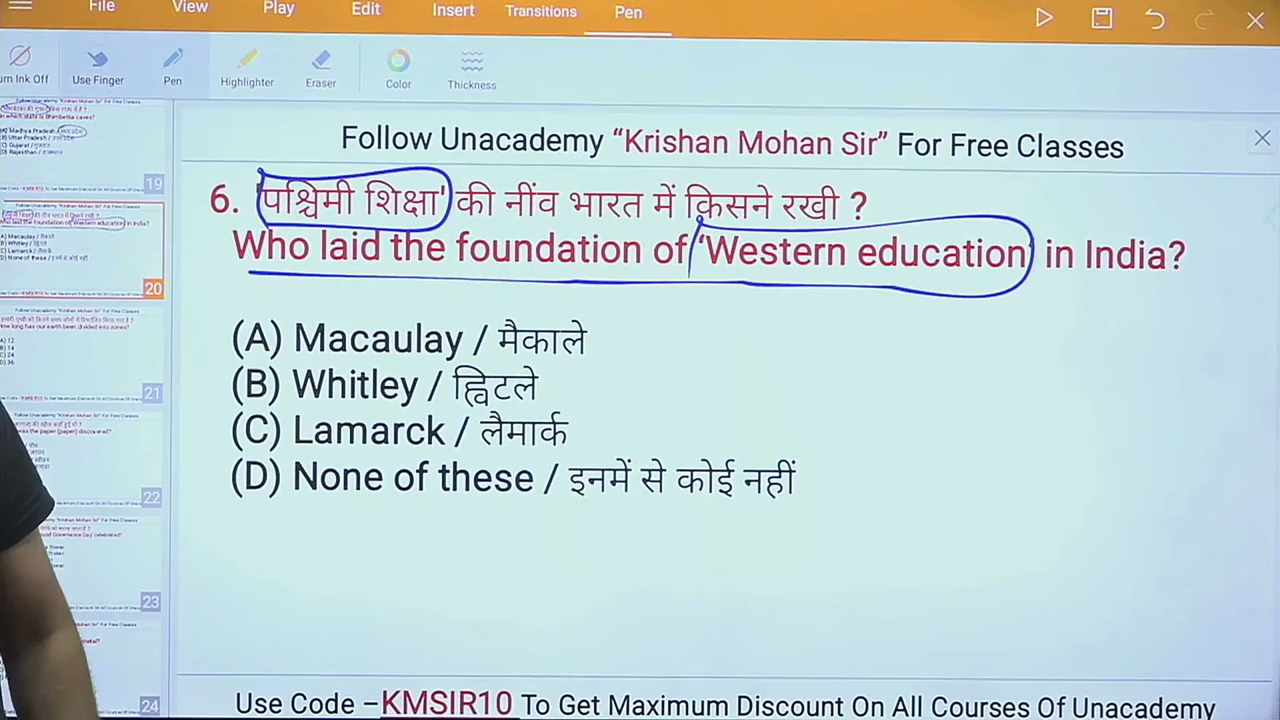 File View Play Edit Insert Transitions Pen
Ink Off Use Finger Pen Highlighter Eraser Color Thickness
Follow Unacademy “Krishan Mohan Sir” For Free Classes
6. 'पश्चिमी शिक्षा' की नींव भारत में किसने रखी ?
Who laid the foundation of ‘Western education in India?
(A) Macaulay / मैकाले
(B) Whitley / ह्विटले
(C) Lamarck / लैमार्क
(D) None of these / इनमें से कोई नहीं
Use Code –KMSIR10 To Get Maximum Discount On All Courses Of Unacademy
19
20
21
22
23
24